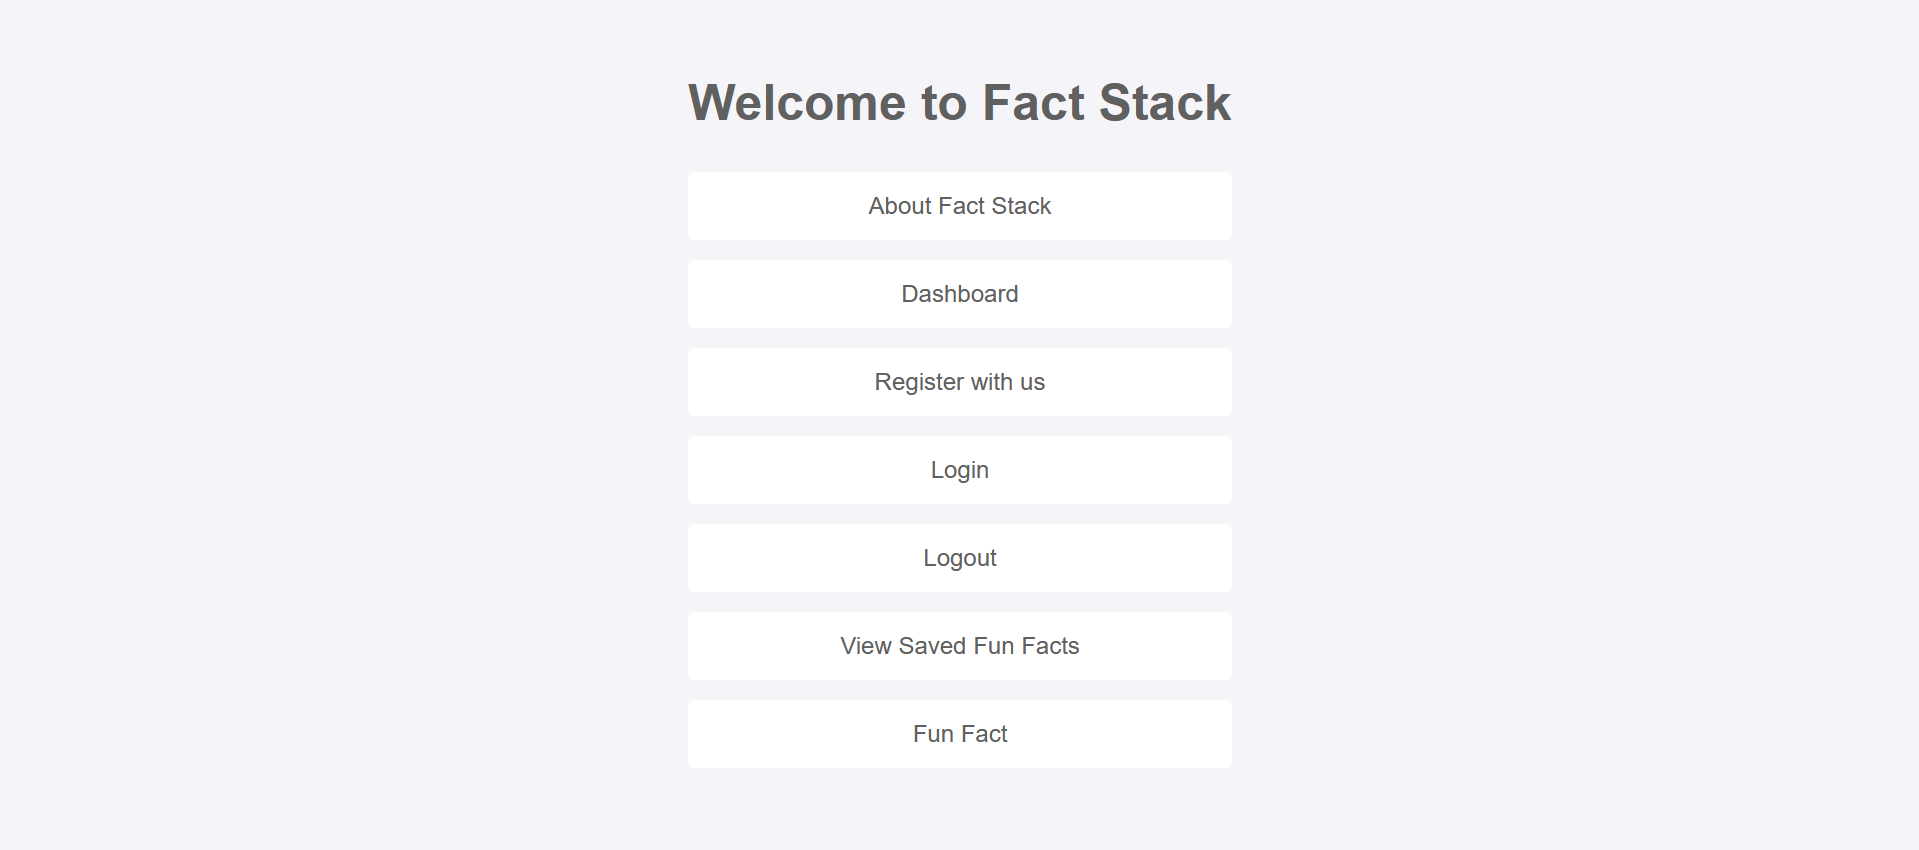 Welcome to Fact Stack
About Fact Stack
Dashboard
Register with us
Login
Logout
View Saved Fun Facts
Fun Fact